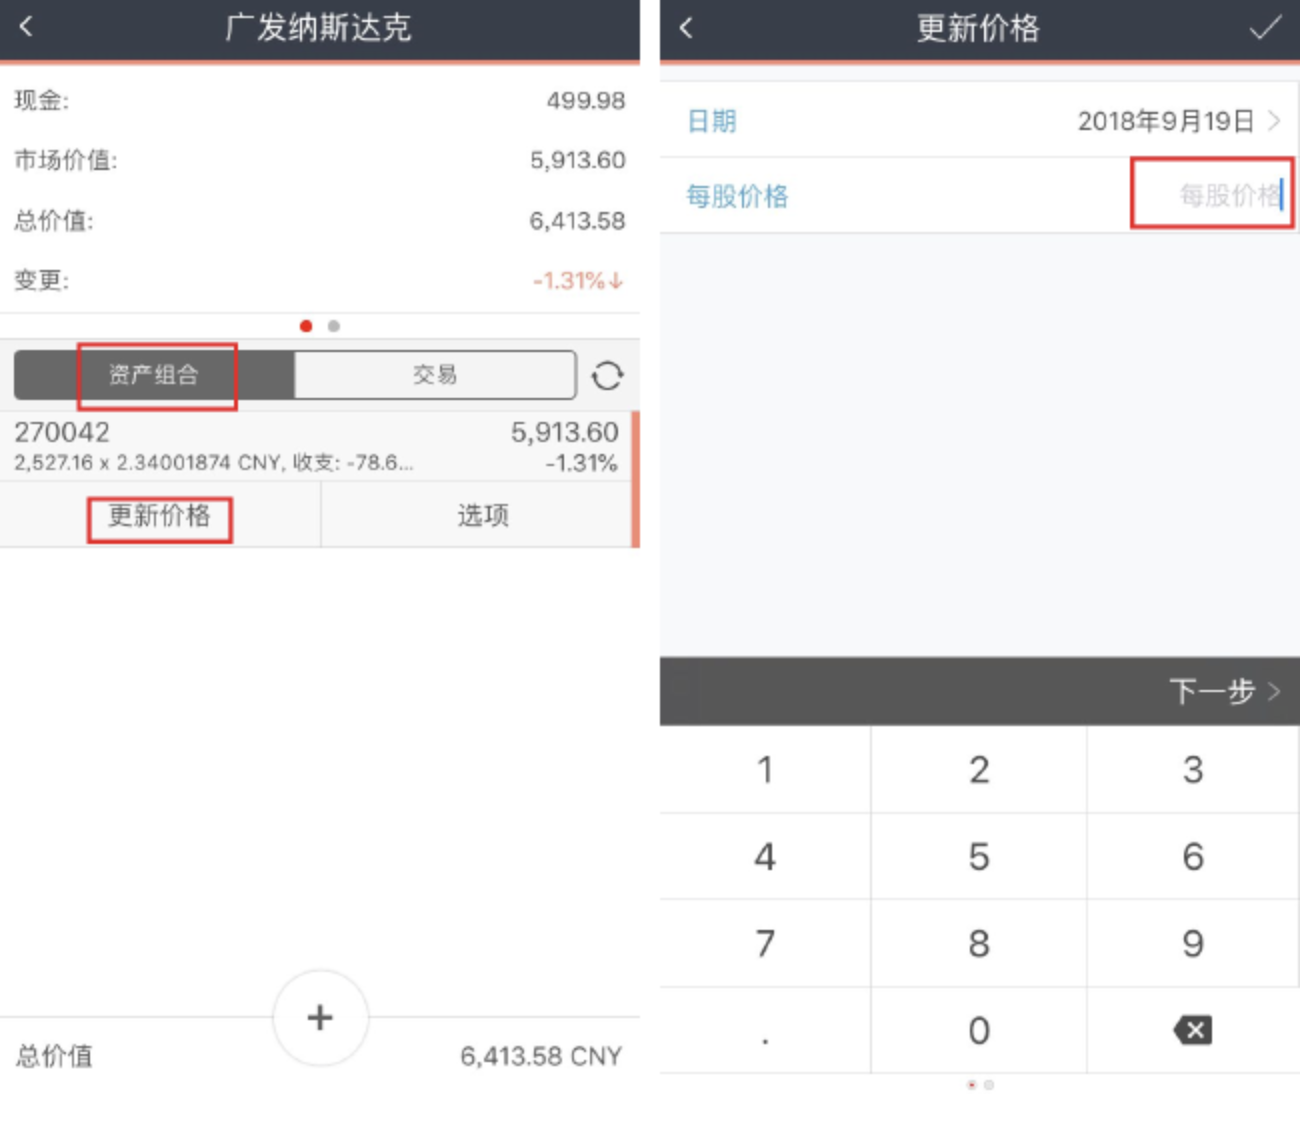 广发纳斯达克
现金: 499.98
市场价值: 5,913.60
总价值: 6,413.58
变更: -1.31%↓
资产组合 交易
270042 5,913.60
2,527.16 x 2.34001874 CNY, 收支: -78.6... -1.31%
更新价格 选项
+
总价值 6,413.58 CNY
更新价格
日期 2018年9月19日
每股价格 每股价格
下一步
1 2 3
4 5 6
7 8 9
. 0